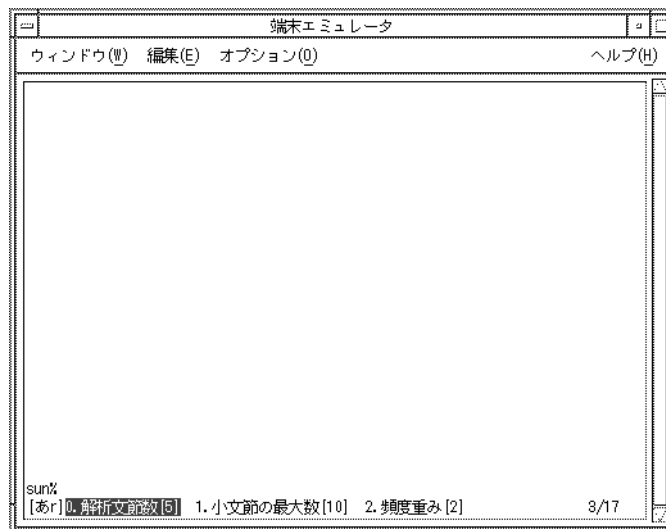 端末エミュレータ
ウィンドウ(W) 編集(E) オプション(O) ヘルプ(H)
sun%
[あr]0.解析文節数[5] 1.小文節の最大数[10] 2.頻度重み[2] 3/17